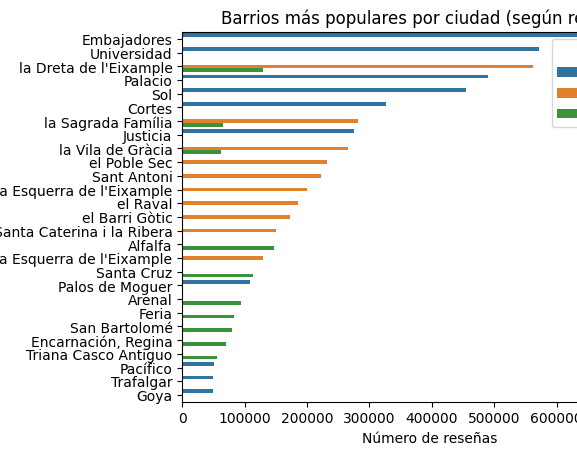 Barrios más populares por ciudad (según re
Embajadores
Universidad
la Dreta de l'Eixample
Palacio
Sol
Cortes
la Sagrada Família
Justicia
la Vila de Gràcia
el Poble Sec
Sant Antoni
a Esquerra de l'Eixample
el Raval
el Barri Gòtic
Santa Caterina i la Ribera
Alfalfa
a Esquerra de l'Eixample
Santa Cruz
Palos de Moguer
Arenal
Feria
San Bartolomé
Encarnación, Regina
Triana Casco Antiguo
Pacífico
Trafalgar
Goya
0 100000 200000 300000 400000 500000 600000
Número de reseñas